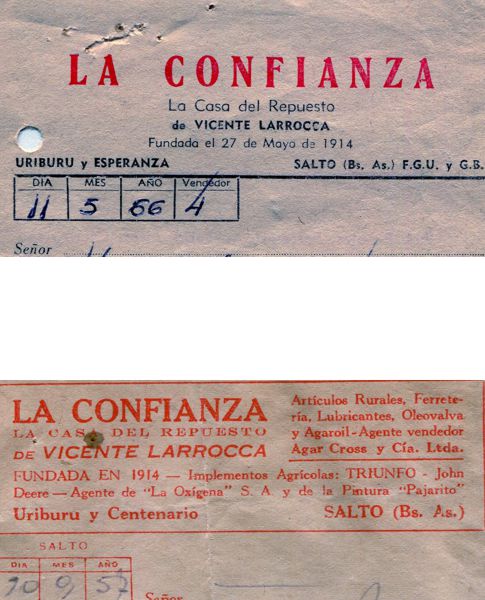 LA CONFIANZA
La Casa del Repuesto
de VICENTE LARROCCA
Fundada el 27 de Mayo de 1914
URIBURU y ESPERANZA SALTO (Bs. As.) F.G.U. y G.B.
DIA MES AÑO Vendedor
11 5 66 4
Señor
LA CONFIANZA
LA CASA DEL REPUESTO
DE VICENTE LARROCCA
Artículos Rurales, Ferrete-
ría, Lubricantes, Oleovalva
y Agaroil-Agente vendedor
Agar Cross y Cía. Ltda.
FUNDADA EN 1914 — Implementos Agrícolas: TRIUNFO - John
Deere — Agente de "La Oxígena" S. A. y de la Pintura "Pajarito"
Uriburu y Centenario SALTO (Bs. As.)
SALTO
DIA MES AÑO
10 9 57
Señor